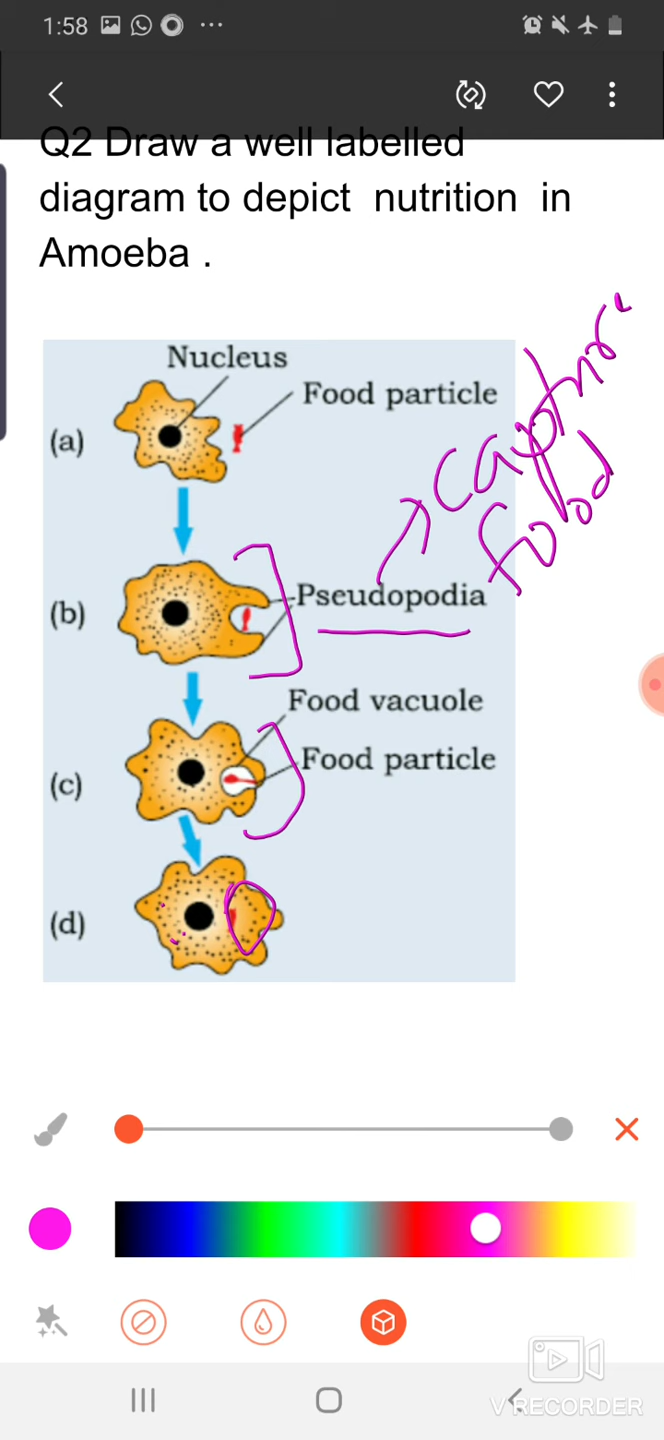 1:58
Q2 Draw a well labelled
diagram to depict nutrition in
Amoeba .
Nucleus
Food particle
(a)
capture
food
(b)
Pseudopodia
Food vacuole
Food particle
(c)
(d)
V RECORDER